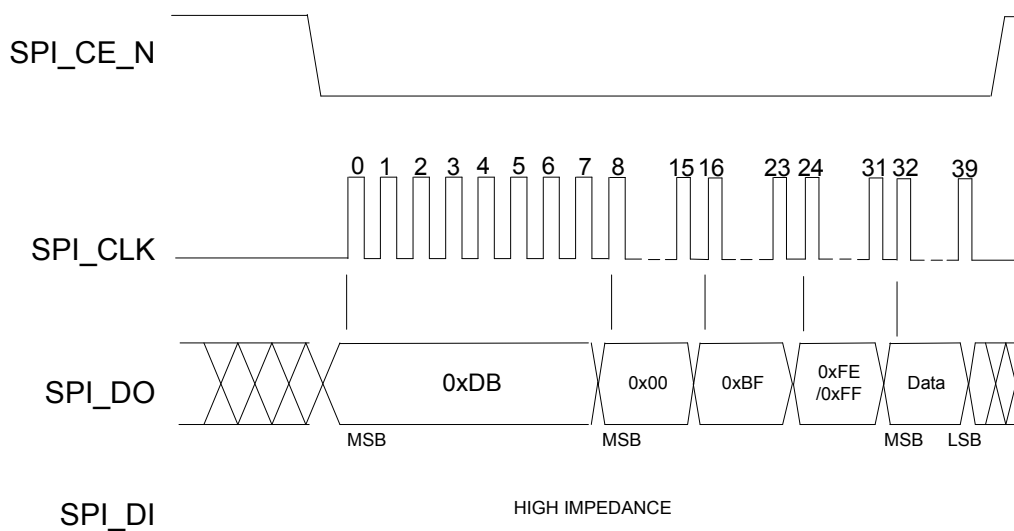 SPI_CE_N
0 1 2 3 4 5 6 7 8 15 16 23 24 31 32 39
SPI_CLK
SPI_DO
0xDB
0x00
0xBF
0xFE
/0xFF
Data
MSB MSB MSB LSB
SPI_DI
HIGH IMPEDANCE